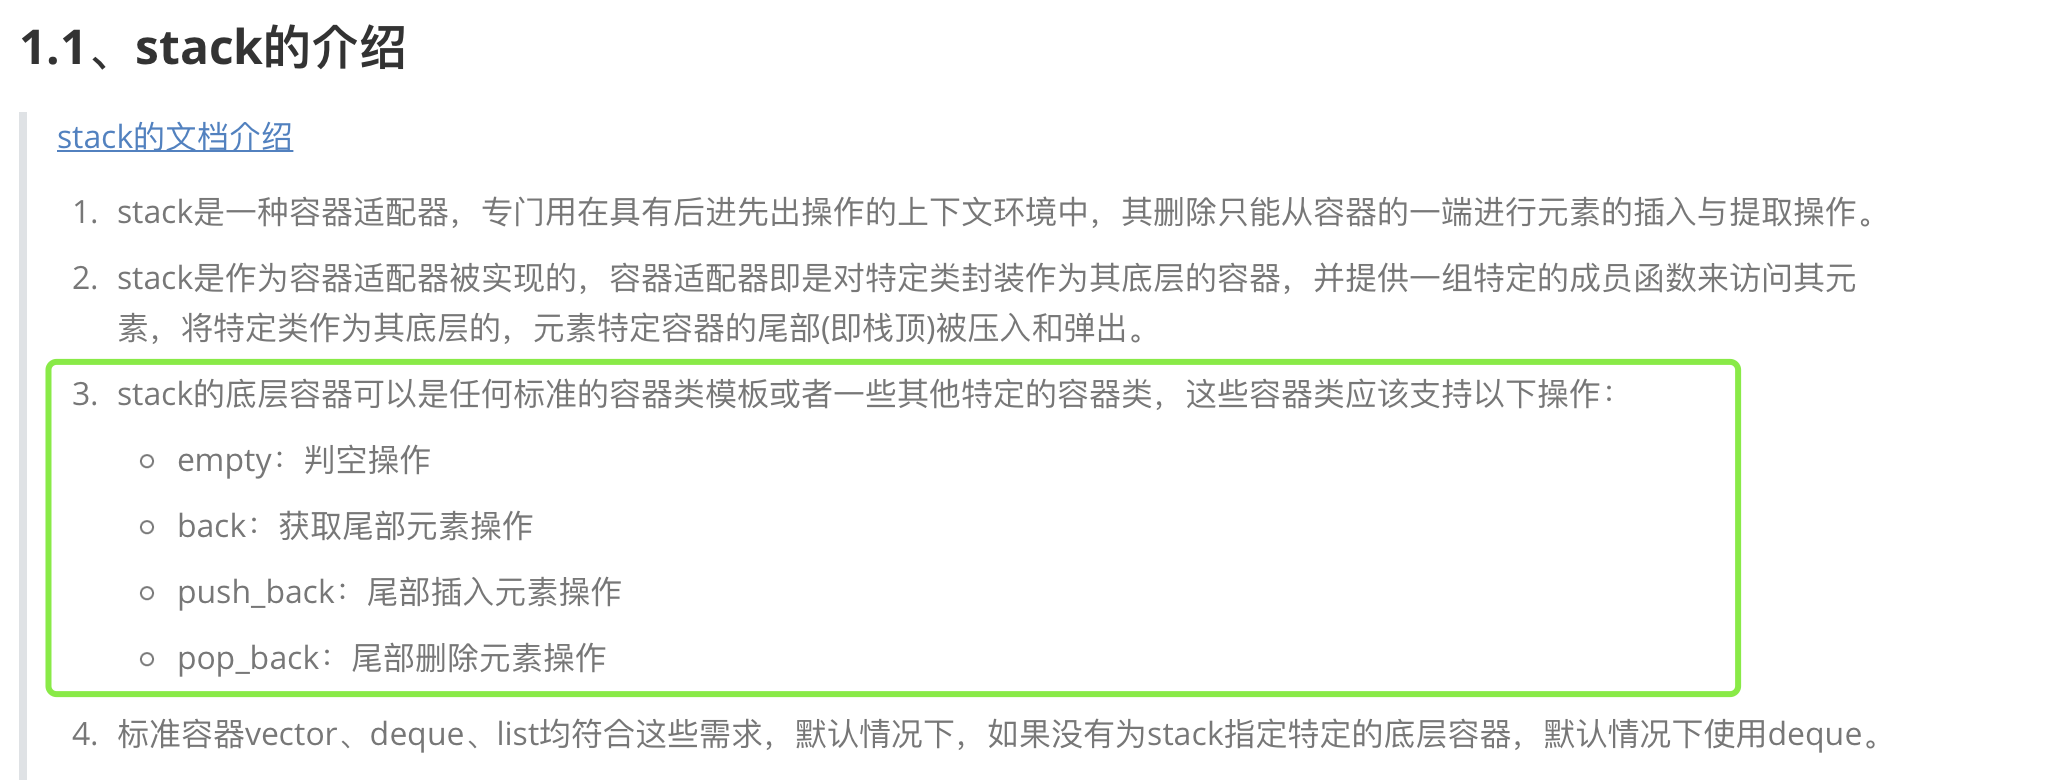 1.1、stack的介绍
stack的文档介绍
1. stack是一种容器适配器，专门用在具有后进先出操作的上下文环境中，其删除只能从容器的一端进行元素的插入与提取操作。
2. stack是作为容器适配器被实现的，容器适配器即是对特定类封装作为其底层的容器，并提供一组特定的成员函数来访问其元
素，将特定类作为其底层的，元素特定容器的尾部(即栈顶)被压入和弹出。
3. stack的底层容器可以是任何标准的容器类模板或者一些其他特定的容器类，这些容器类应该支持以下操作：
empty：判空操作
back：获取尾部元素操作
push_back：尾部插入元素操作
pop_back：尾部删除元素操作
4. 标准容器vector、deque、list均符合这些需求，默认情况下，如果没有为stack指定特定的底层容器，默认情况下使用deque。